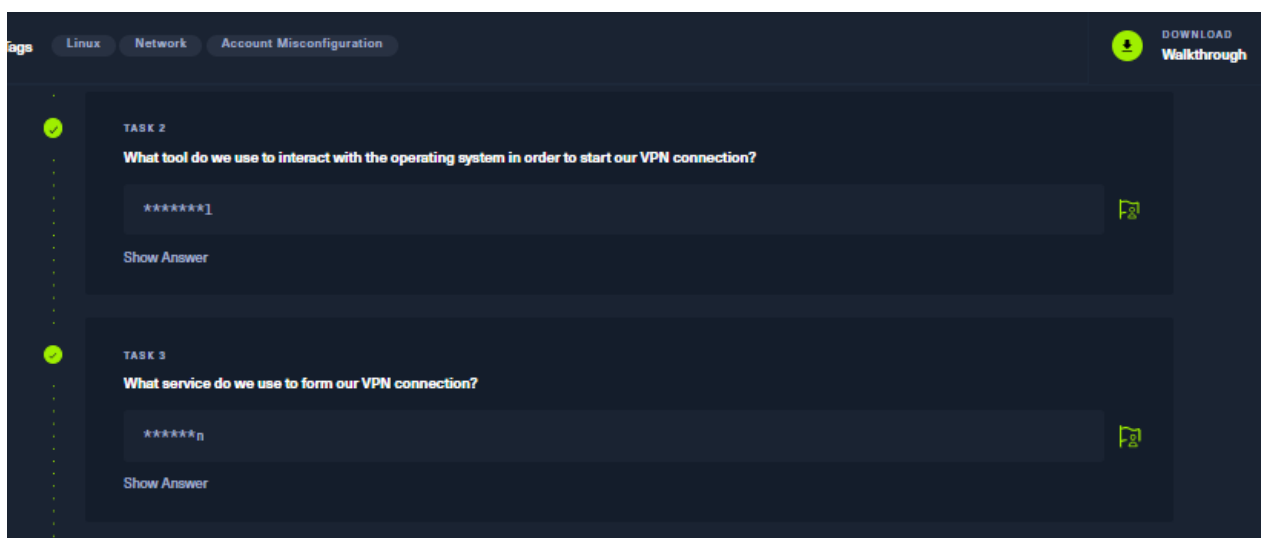 Tags Linux Network Account Misconfiguration
DOWNLOAD
Walkthrough
TASK 2
What tool do we use to interact with the operating system in order to start our VPN connection?
*******l
Show Answer
TASK 3
What service do we use to form our VPN connection?
******n
Show Answer